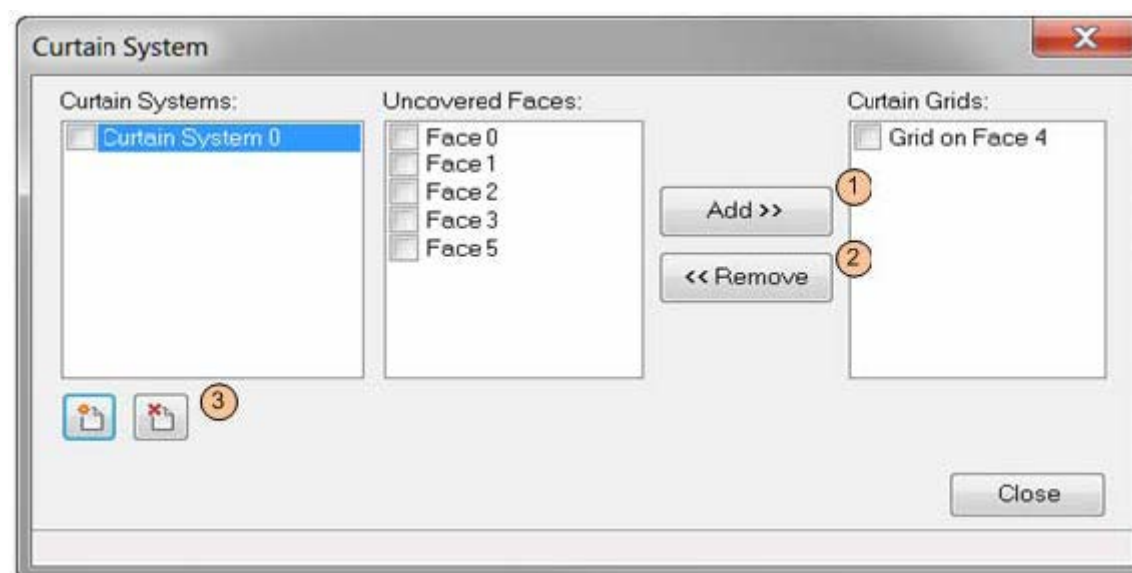 Curtain System
Curtain Systems:
Curtain System 0
Uncovered Faces:
Face 0
Face 1
Face 2
Face 3
Face 5
Add >>
1
<< Remove
2
Curtain Grids:
Grid on Face 4
3
Close